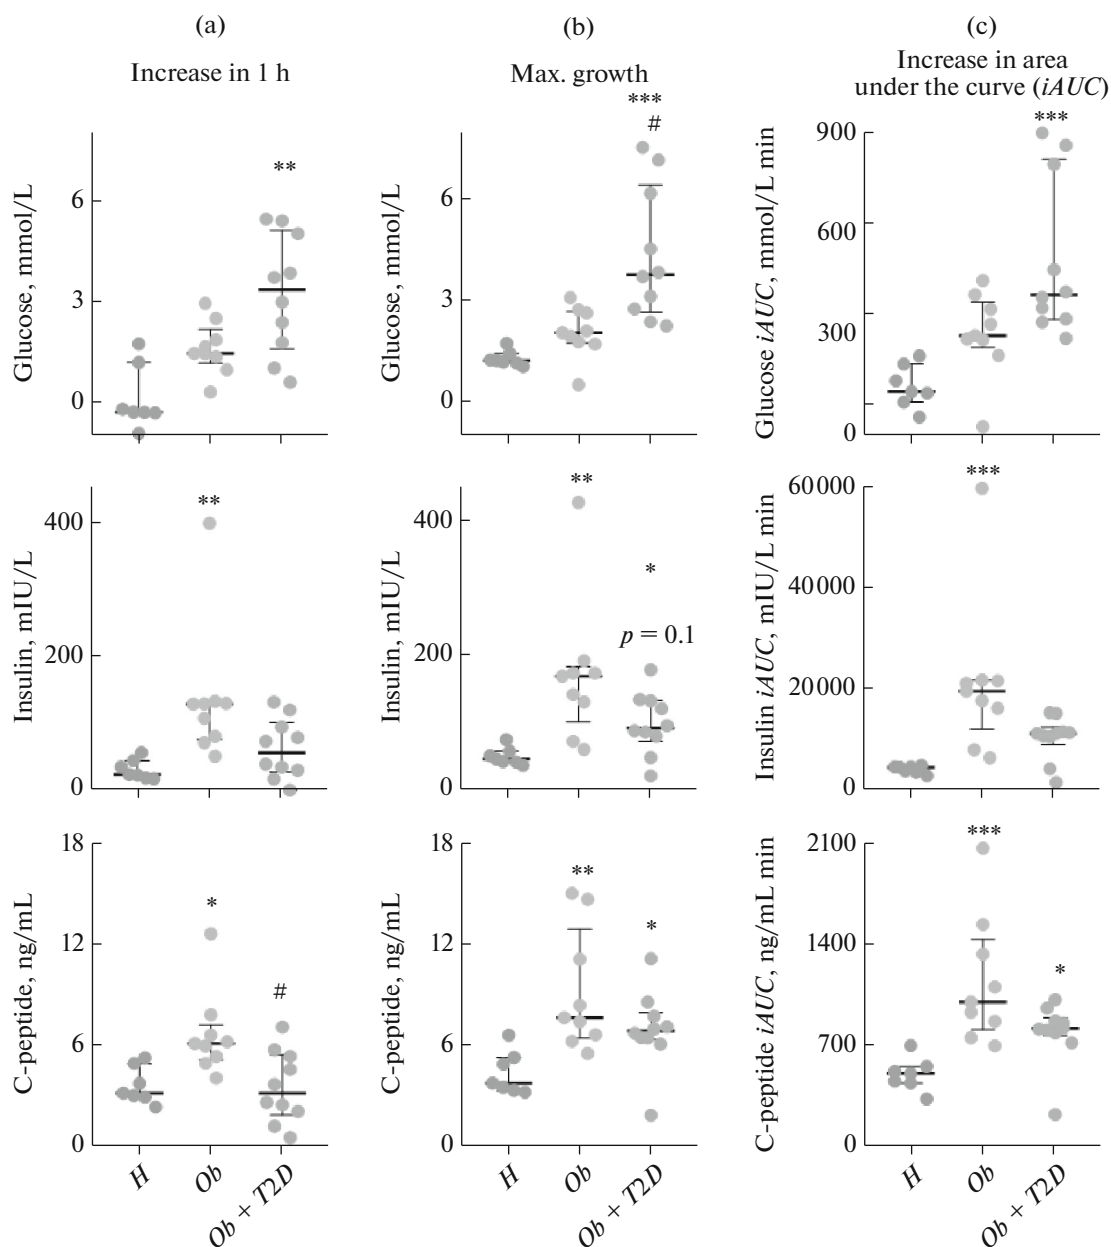 (a)
(b)
(c)
Increase in 1 h
Max. growth
Increase in area
under the curve (iAUC)
Glucose, mmol/L
6
3
0
**
Glucose, mmol/L
6
3
0
***
#
Glucose iAUC, mmol/L min
900
600
300
0
***
Insulin, mIU/L
400
200
0
**
Insulin, mIU/L
400
200
0
**
*
p = 0.1
Insulin iAUC, mIU/L min
60000
40000
20000
0
***
C-peptide, ng/mL
18
12
6
0
*
#
H
Ob
Ob + T2D
C-peptide, ng/mL
18
12
6
0
**
*
H
Ob
Ob + T2D
C-peptide iAUC, ng/mL min
2100
1400
700
0
***
*
H
Ob
Ob + T2D